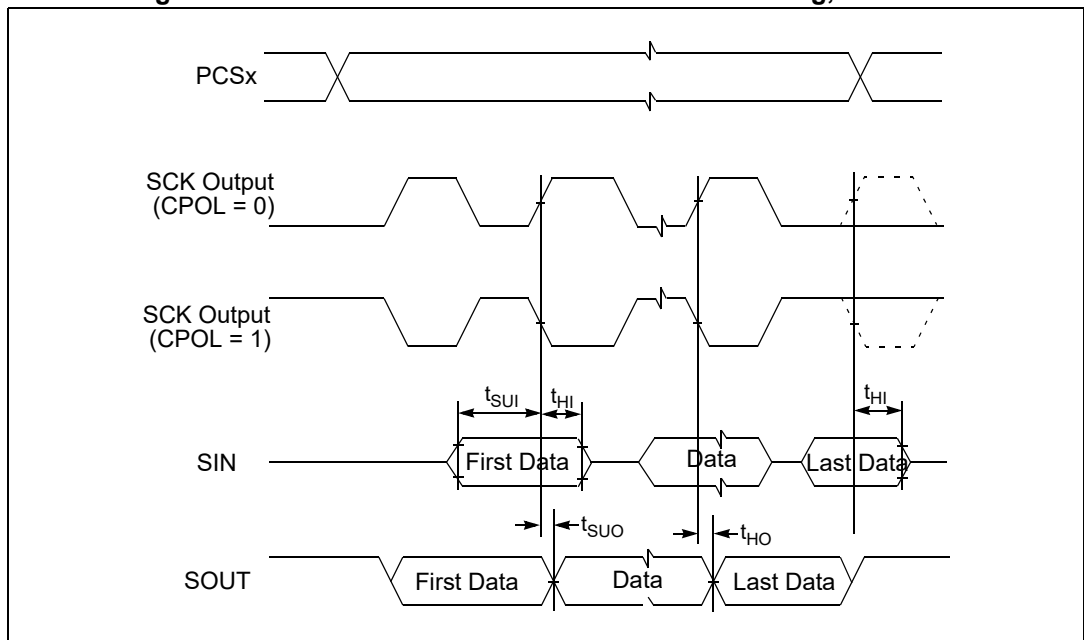 PCSx
SCK Output
(CPOL = 0)
SCK Output
(CPOL = 1)
tSUI
tHI
tHI
SIN
First Data
Data
Last Data
tSUO
tHO
SOUT
First Data
Data
Last Data